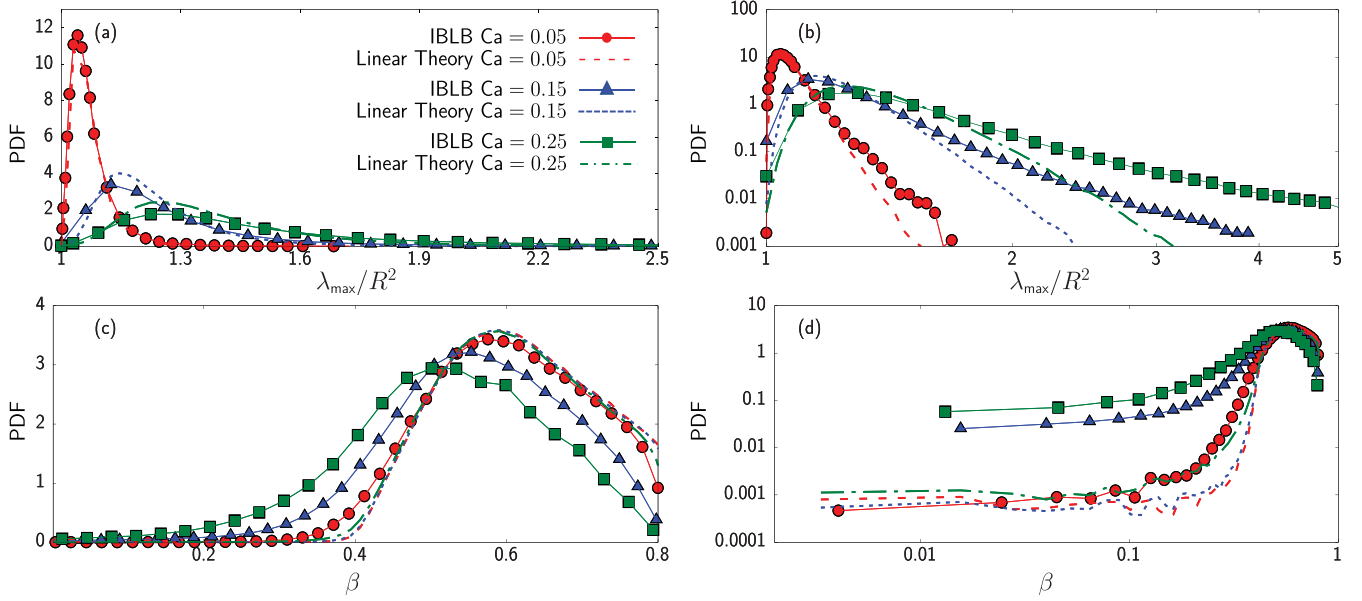 (a)
IBLB Ca = 0.05
Linear Theory Ca = 0.05
IBLB Ca = 0.15
Linear Theory Ca = 0.15
IBLB Ca = 0.25
Linear Theory Ca = 0.25
12
10
8
6
4
2
0
PDF
1 1.3 1.6 1.9 2.2 2.5
λmax/R²
(b)
100
10
1
0.1
0.01
0.001
PDF
1 2 3 4 5
λmax/R²
(c)
4
3
2
1
0
PDF
0.2 0.4 0.6 0.8
β
(d)
10
1
0.1
0.01
0.001
0.0001
PDF
0.01 0.1 1
β